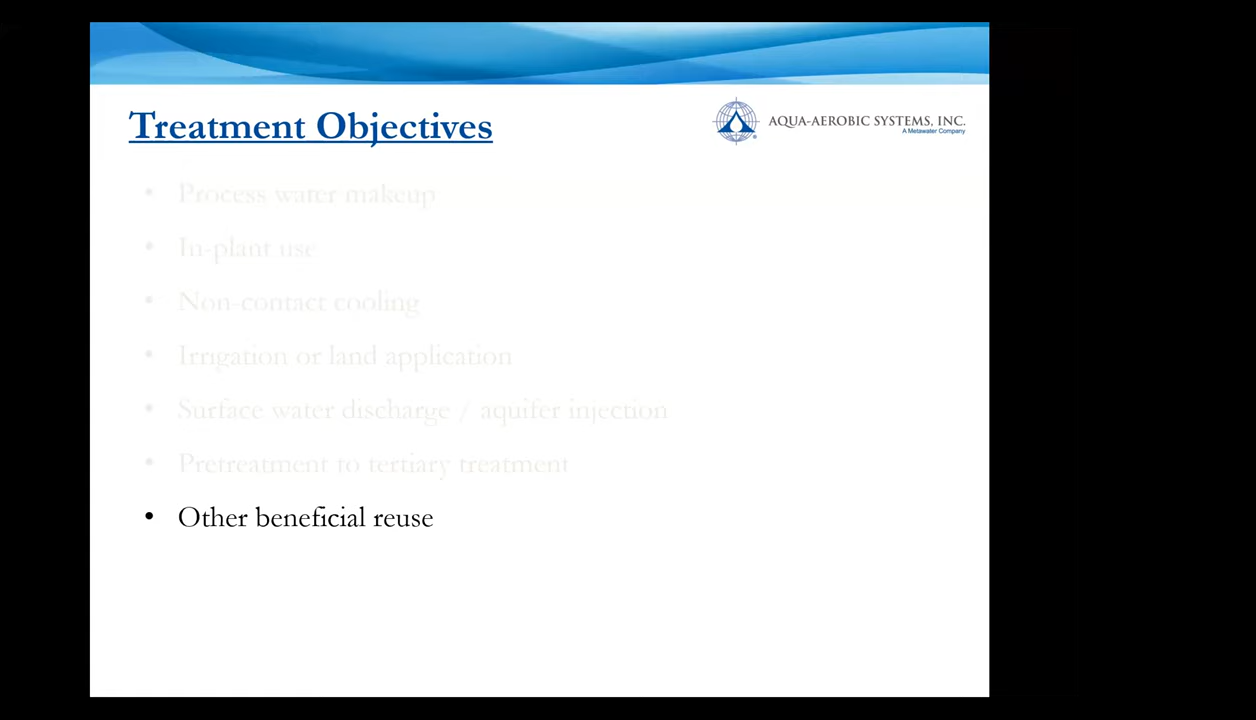 Treatment Objectives
AQUA-AEROBIC SYSTEMS, INC.
A Metawater Company
• Process water makeup
• In-plant use
• Non-contact cooling
• Irrigation or land application
• Surface water discharge / aquifer injection
• Pretreatment to tertiary treatment
• Other beneficial reuse